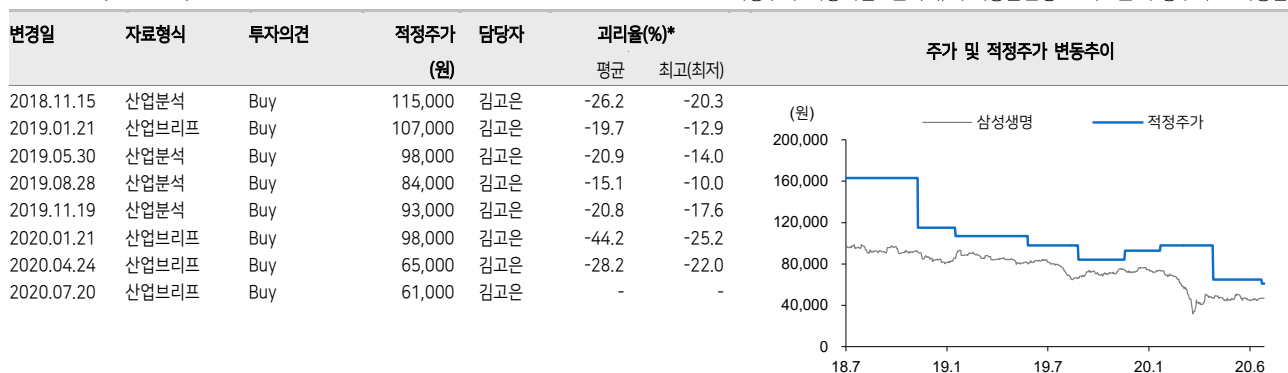 변경일 자료형식 투자의견 적정주가 담당자 괴리율(%)* 주가 및 적정주가 변동추이
(원) 평균 최고(최저)
2018.11.15 산업분석 Buy 115,000 김고은 -26.2 -20.3
2019.01.21 산업브리프 Buy 107,000 김고은 -19.7 -12.9
2019.05.30 산업분석 Buy 98,000 김고은 -20.9 -14.0
2019.08.28 산업분석 Buy 84,000 김고은 -15.1 -10.0
2019.11.19 산업분석 Buy 93,000 김고은 -20.8 -17.6
2020.01.21 산업브리프 Buy 98,000 김고은 -44.2 -25.2
2020.04.24 산업브리프 Buy 65,000 김고은 -28.2 -22.0
2020.07.20 산업브리프 Buy 61,000 김고은 - -
(원) 삼성생명 적정주가
200,000
160,000
120,000
80,000
40,000
0
18.7 19.1 19.7 20.1 20.6